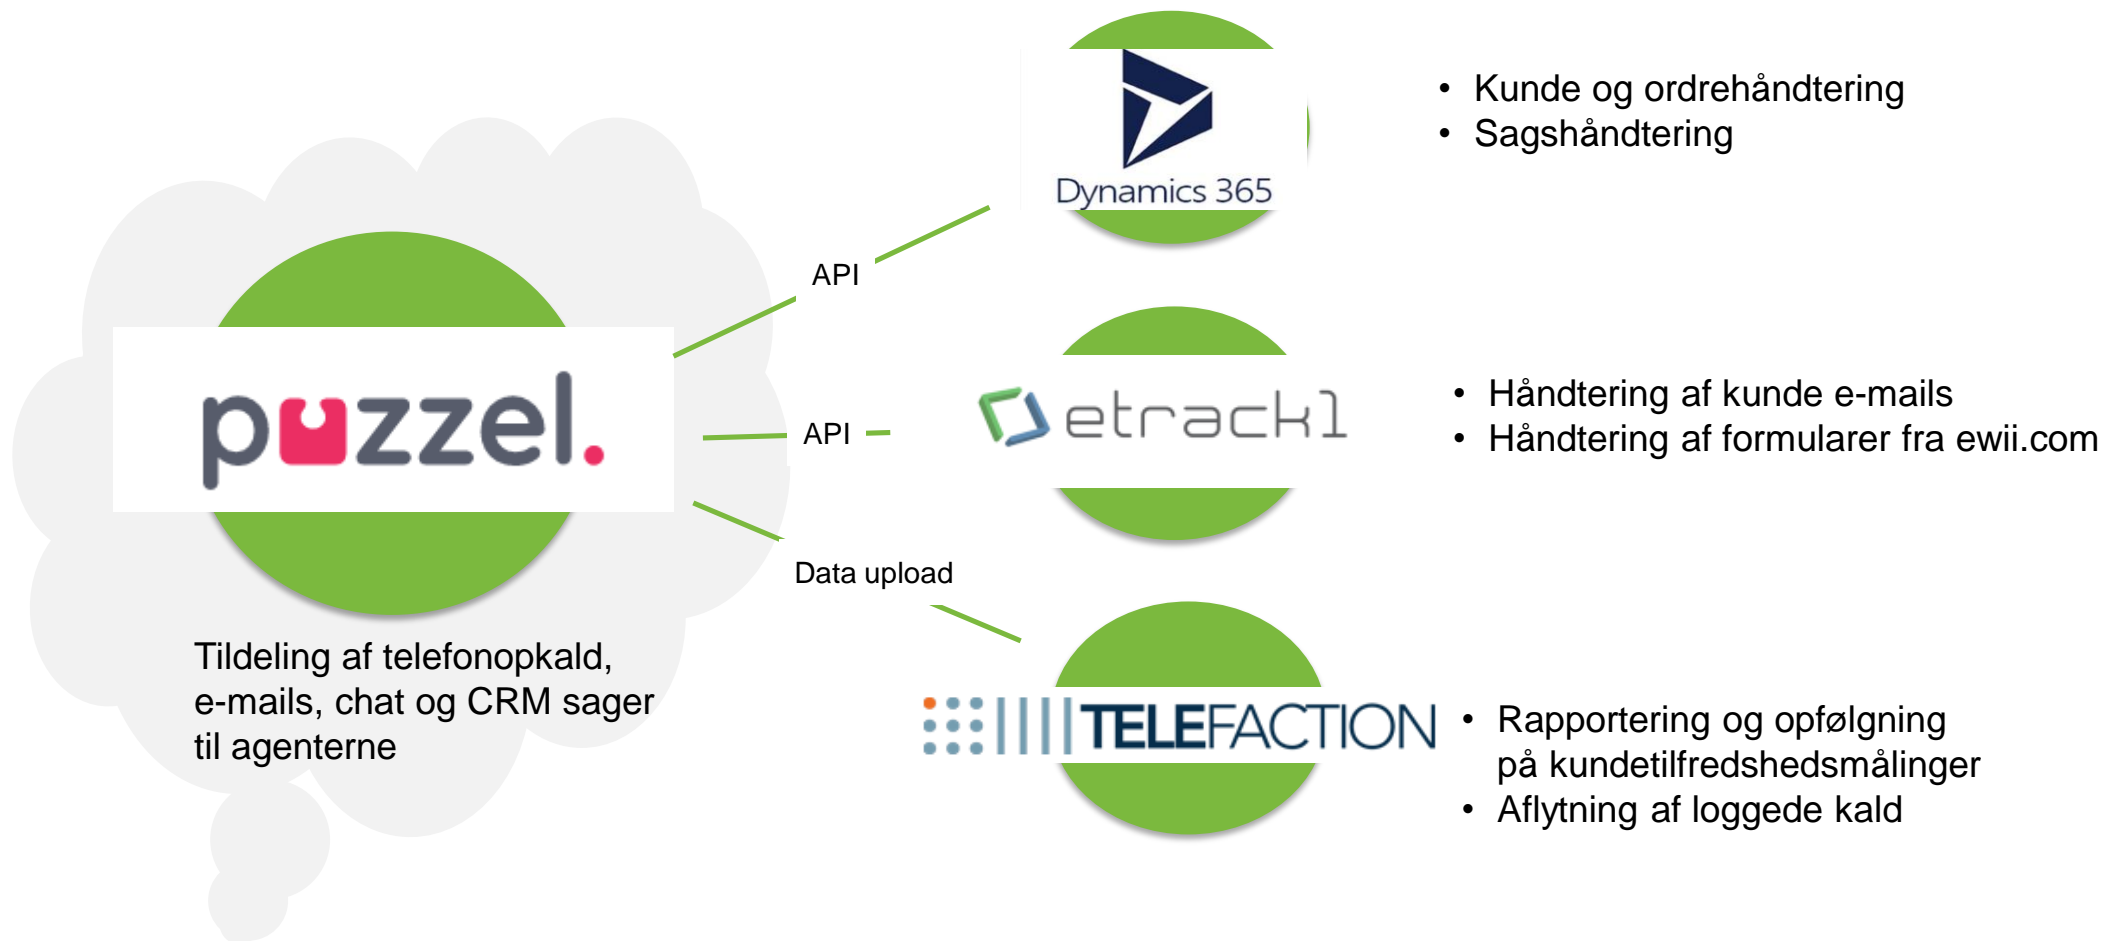 puzzel.
Tildeling af telefonopkald,
e-mails, chat og CRM sager
til agenterne
API
API
Data upload
Dynamics 365
• Kunde og ordrehåndtering
• Sagshåndtering
etrack1
• Håndtering af kunde e-mails
• Håndtering af formularer fra ewii.com
TELEFACTION
• Rapportering og opfølgning
på kundetilfredshedsmålinger
• Aflytning af loggede kald